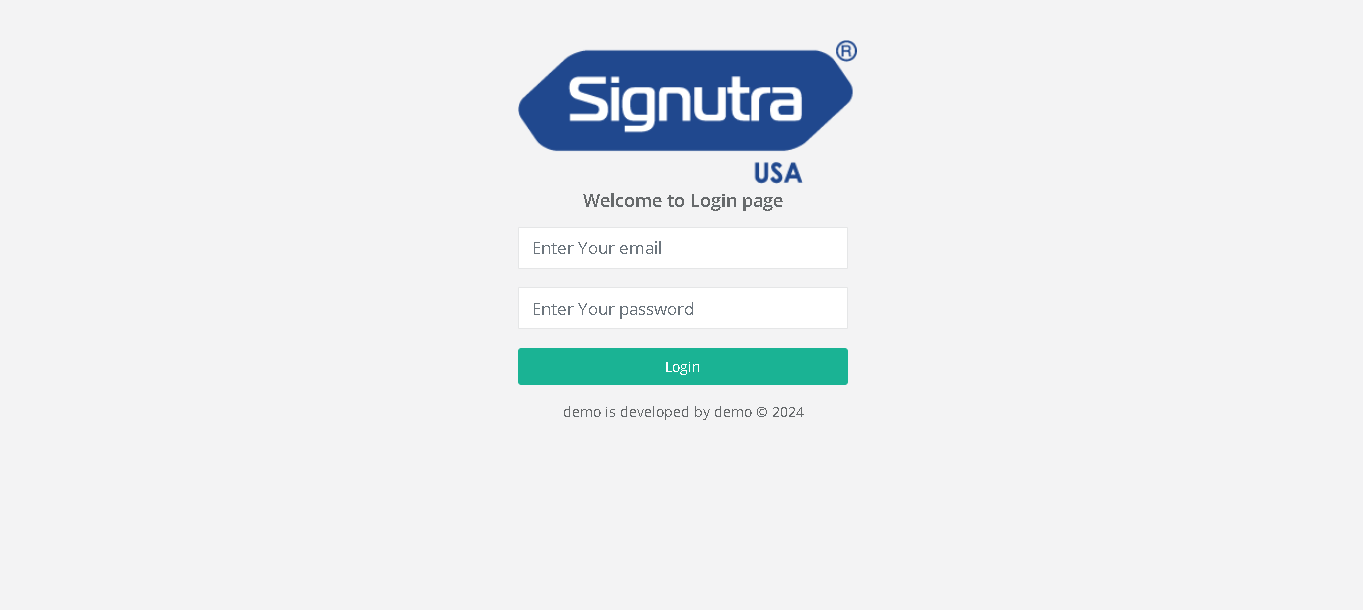 Signutra®
USA
Welcome to Login page
Enter Your email
Enter Your password
Login
demo is developed by demo © 2024